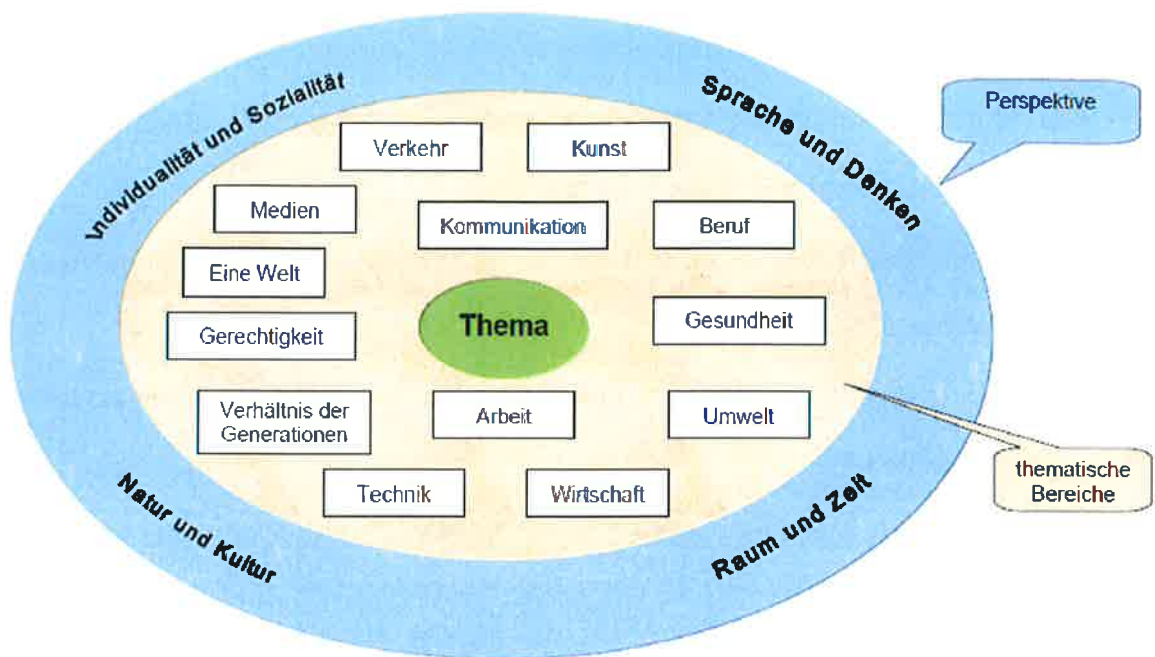 Individualität und Sozialität
Sprache und Denken
Perspektive
Verkehr
Kunst
Medien
Kommunikation
Beruf
Eine Welt
Gerechtigkeit
Thema
Gesundheit
Verhältnis der
Generationen
Arbeit
Umwelt
thematische
Bereiche
Technik
Wirtschaft
Natur und Kultur
Raum und Zeit